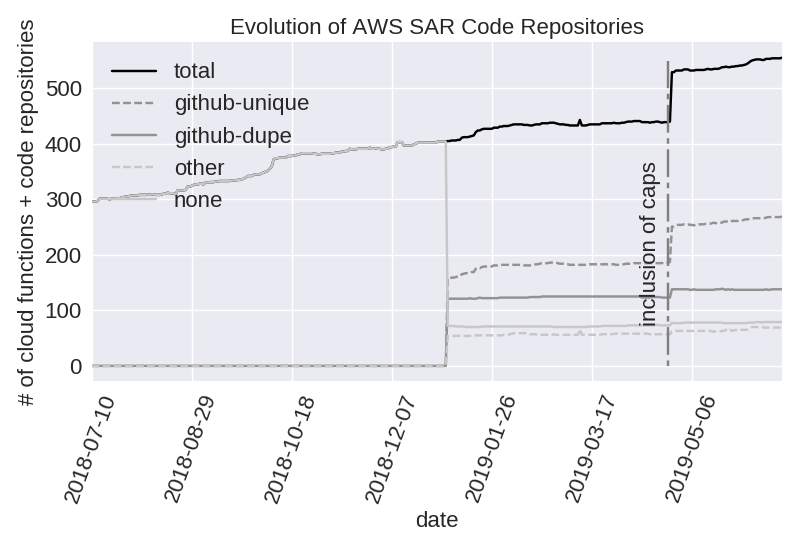 Evolution of AWS SAR Code Repositories
# of cloud functions + code repositories
500
400
300
200
100
0
total
github-unique
github-dupe
other
none
inclusion of caps
2018-07-10
2018-08-29
2018-10-18
2018-12-07
2019-01-26
2019-03-17
2019-05-06
date